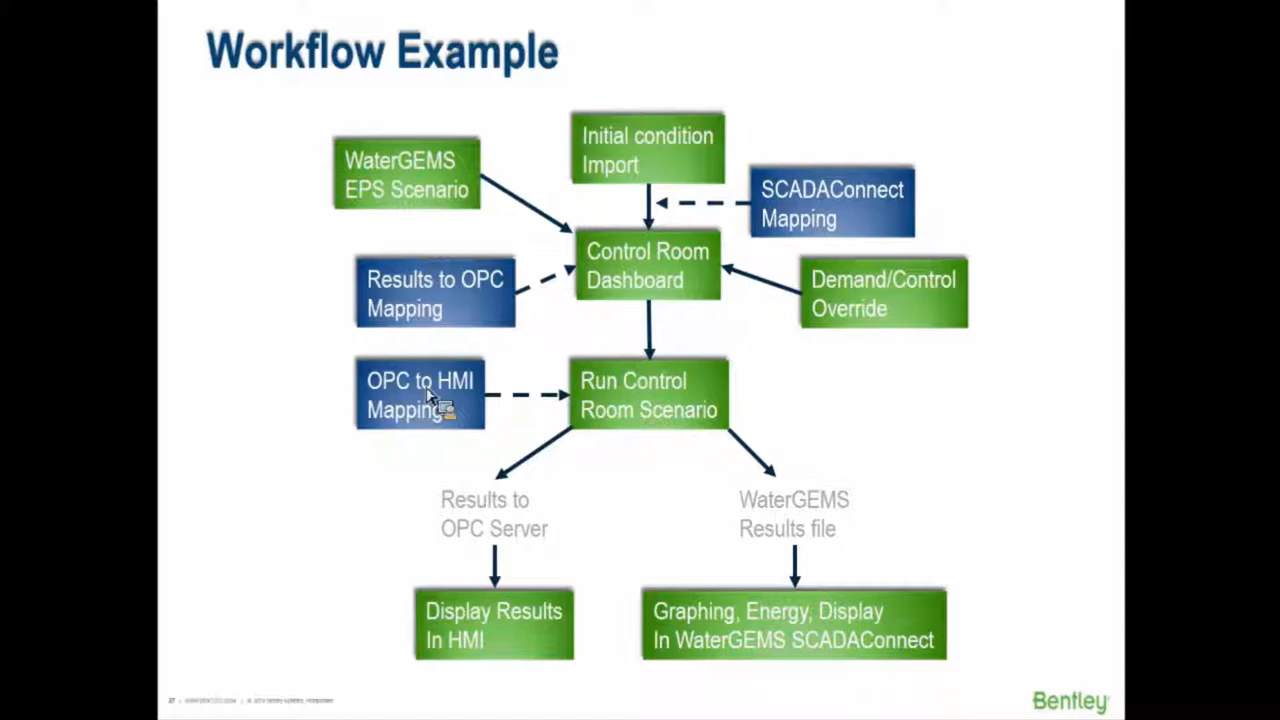 Workflow Example
Initial condition
Import
WaterGEMS
EPS Scenario
SCADAConnect
Mapping
Control Room
Dashboard
Results to OPC
Mapping
Demand/Control
Override
OPC to HMI
Mapping
Run Control
Room Scenario
Results to
OPC Server
WaterGEMS
Results file
Display Results
In HMI
Graphing, Energy, Display
In WaterGEMS SCADAConnect
Bentley